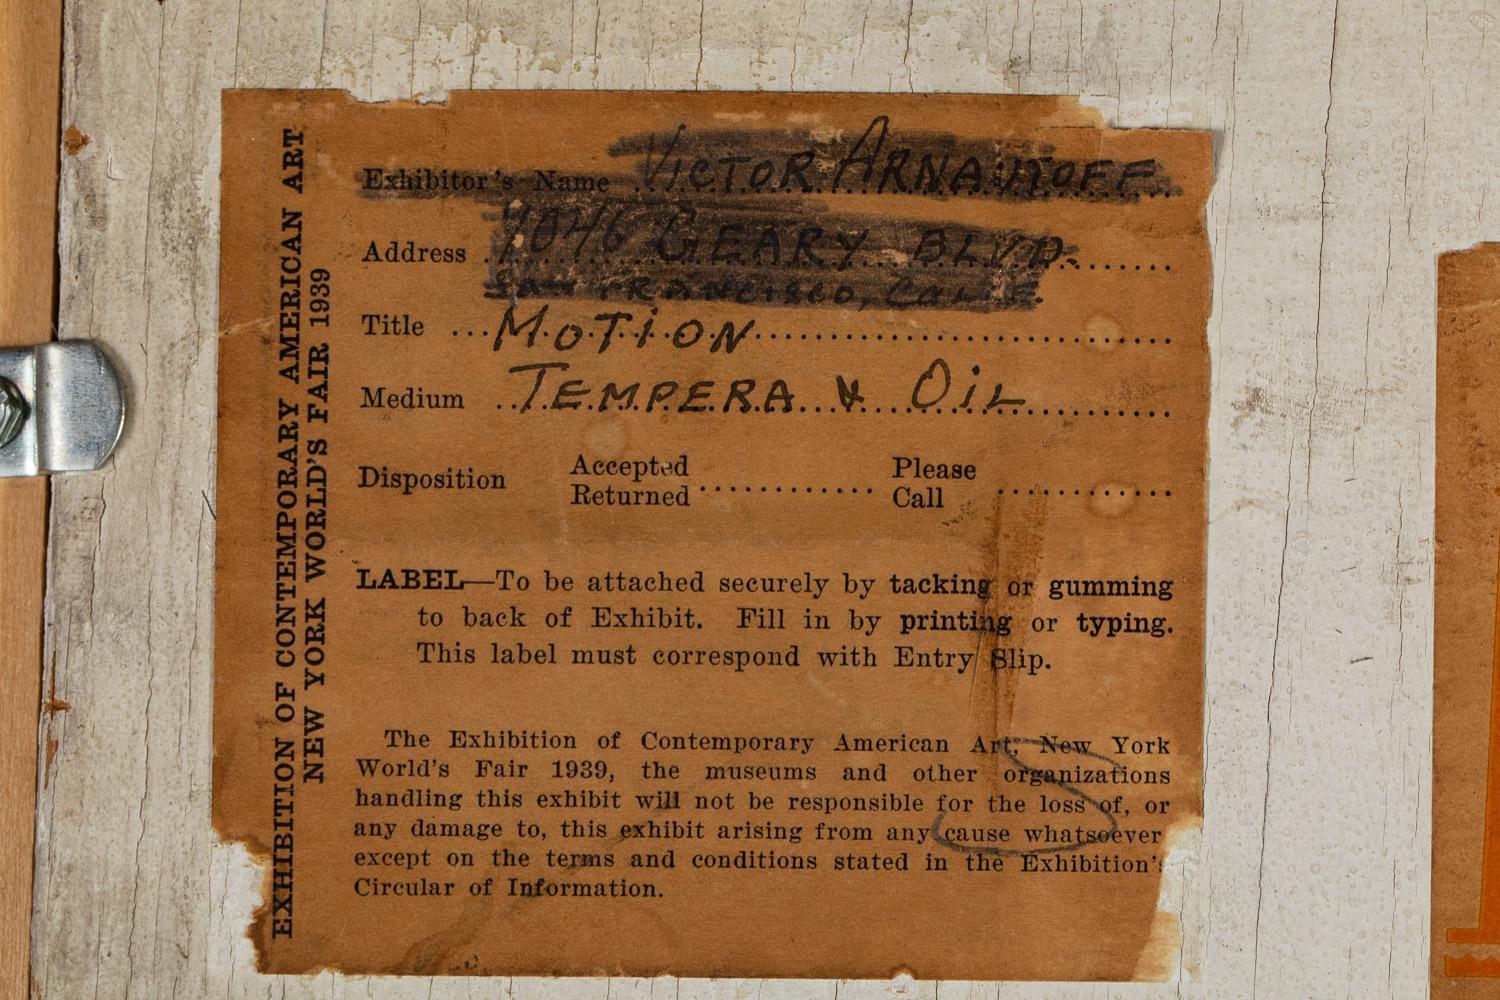 EXHIBITION OF CONTEMPORARY AMERICAN ART
NEW YORK WORLD'S FAIR 1939
Exhibitor's Name VICTOR ARNAUTOFF
Address 7046 GEARY BLVD.
SAN FRANCISCO, CALIF.
Title MOTION
Medium TEMPERA & OIL
Disposition Accepted Returned Please Call
LABEL—To be attached securely by tacking or gumming
to back of Exhibit. Fill in by printing or typing.
This label must correspond with Entry Slip.
The Exhibition of Contemporary American Art, New York
World's Fair 1939, the museums and other organizations
handling this exhibit will not be responsible for the loss of, or
any damage to, this exhibit arising from any cause whatsoever
except on the terms and conditions stated in the Exhibition's
Circular of Information.